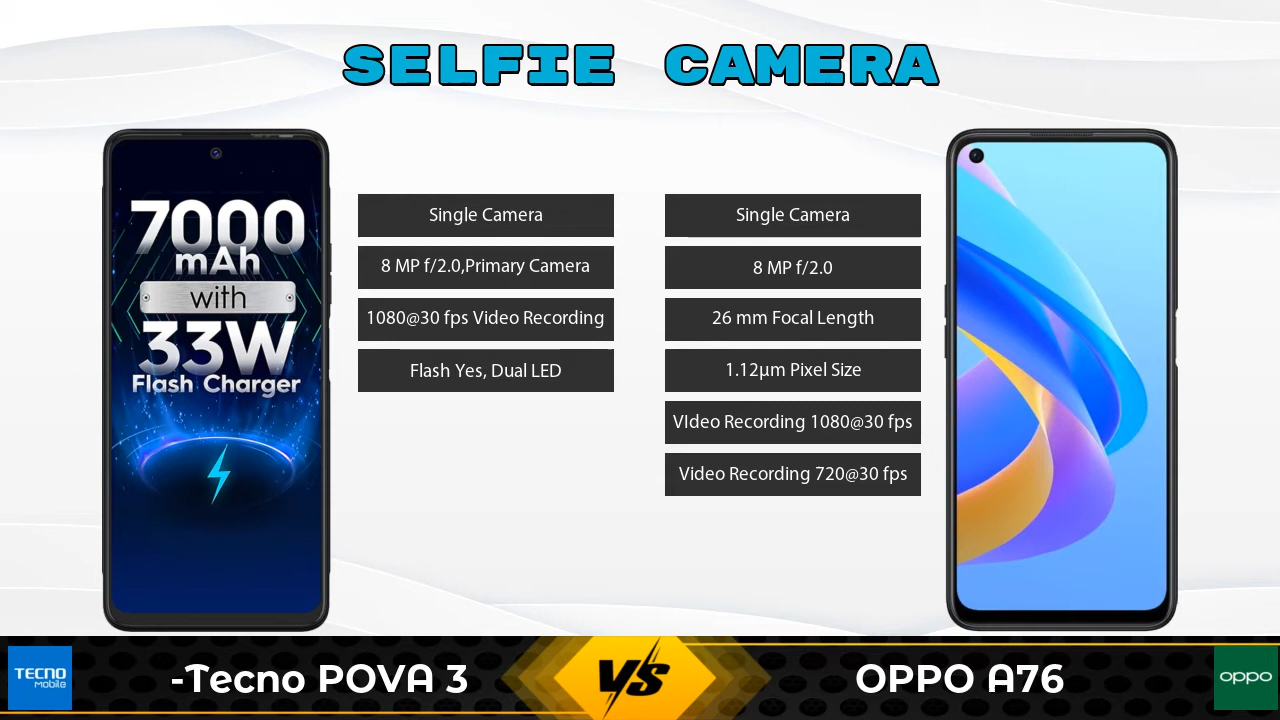 SELFIE CAMERA
7000
mAh
with
33W
Flash Charger
Single Camera
8 MP f/2.0,Primary Camera
1080@30 fps Video Recording
Flash Yes, Dual LED
Single Camera
8 MP f/2.0
26 mm Focal Length
1.12µm Pixel Size
VIdeo Recording 1080@30 fps
Video Recording 720@30 fps
TECNO
mobile
-Tecno POVA 3
VS
OPPO A76
oppo